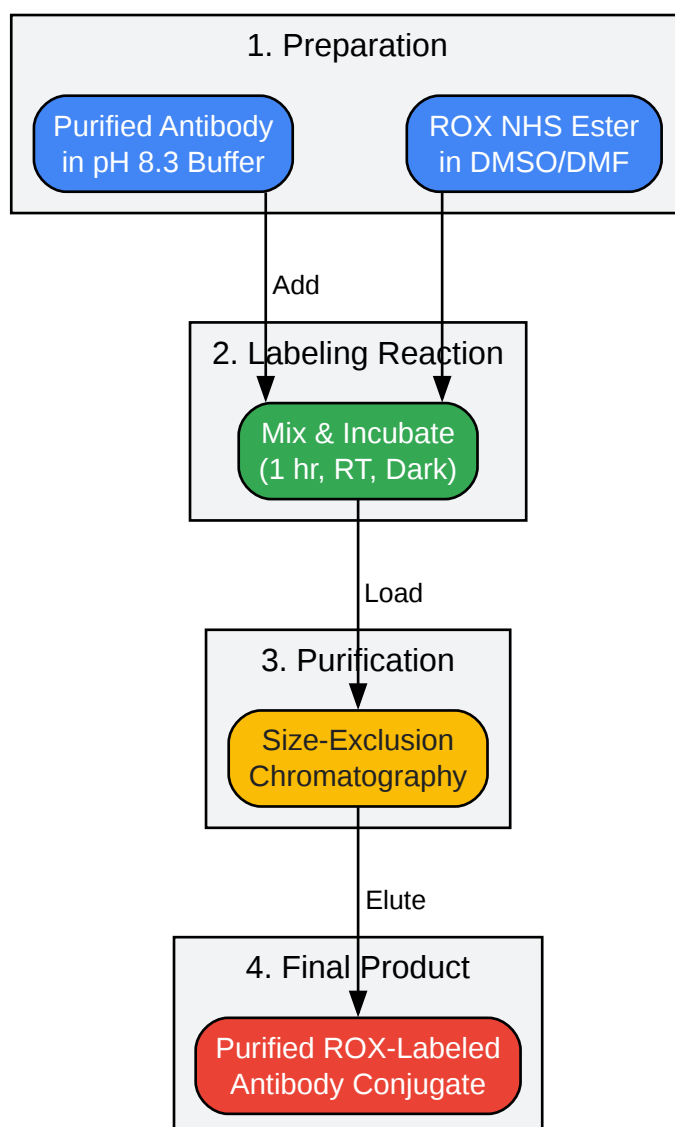 1. Preparation
Purified Antibody
in pH 8.3 Buffer
ROX NHS Ester
in DMSO/DMF
Add
2. Labeling Reaction
Mix & Incubate
(1 hr, RT, Dark)
Load
3. Purification
Size-Exclusion
Chromatography
Elute
4. Final Product
Purified ROX-Labeled
Antibody Conjugate